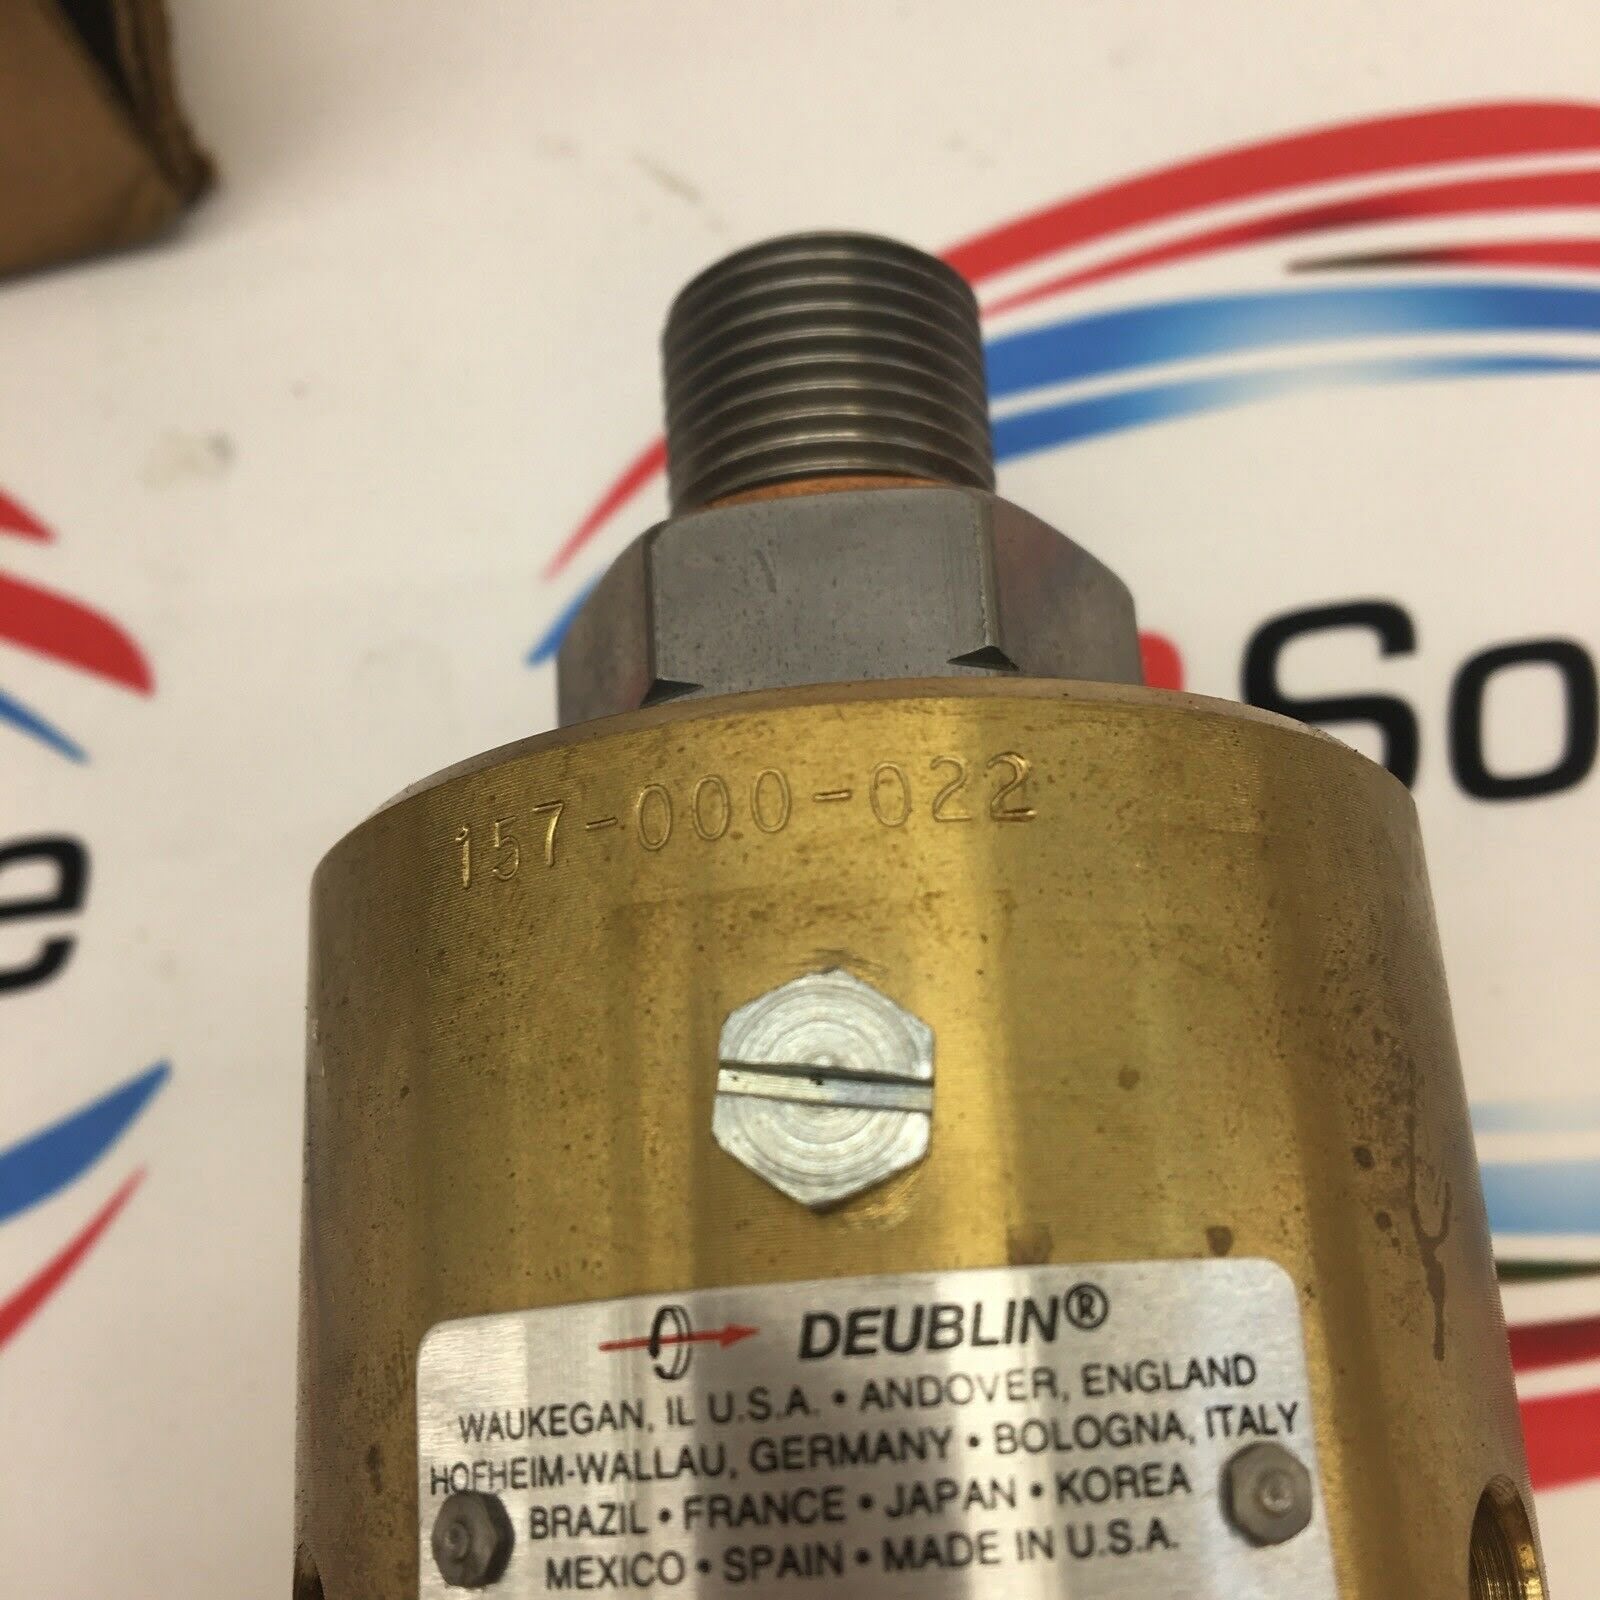 So
e
157-000-022
DEUBLIN®
WAUKEGAN, IL U.S.A. • ANDOVER, ENGLAND
HOFHEIM-WALLAU, GERMANY • BOLOGNA, ITALY
BRAZIL • FRANCE • JAPAN • KOREA
MEXICO • SPAIN • MADE IN U.S.A.